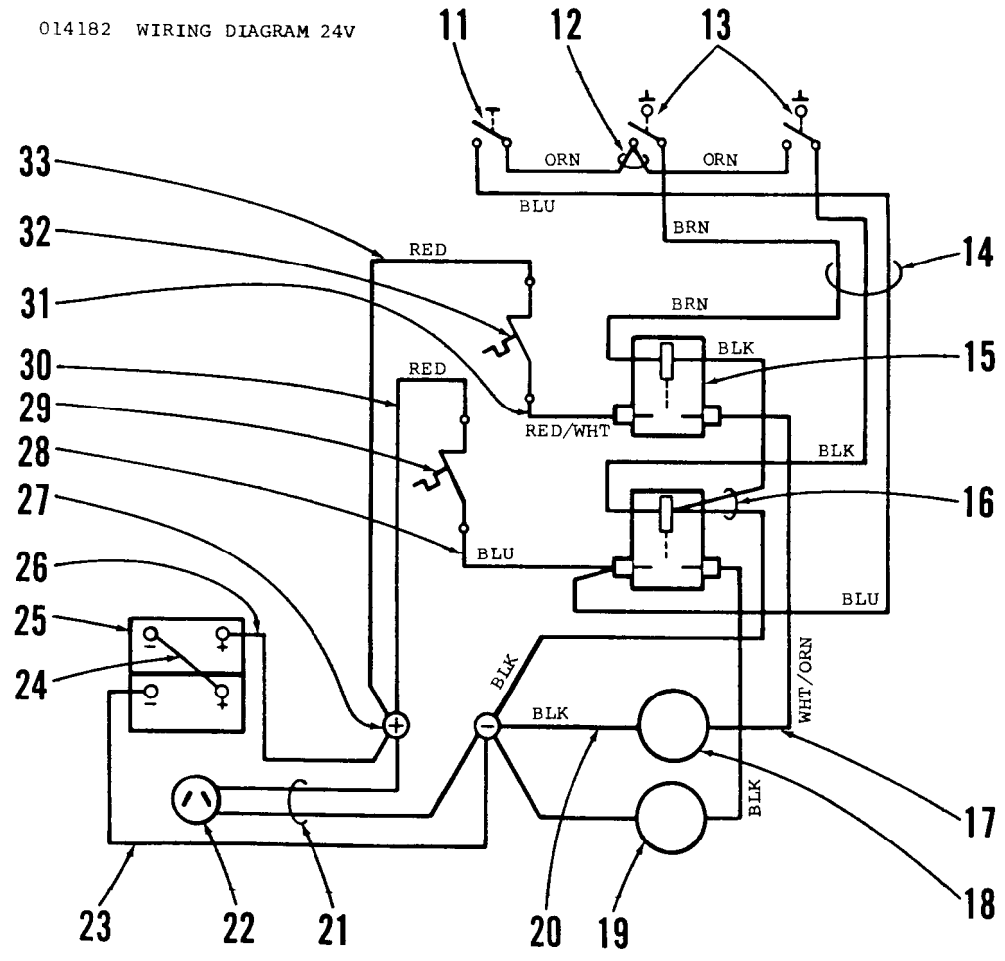 014182 WIRING DIAGRAM 24V
11
12
13
33
ORN
ORN
BLU
32
BRN
RED
14
31
BRN
30
BLK
15
RED
29
RED/WHT
28
BLK
27
16
BLU
26
BLU
25
- +
24
BLK
WHT/ORN
- +
+
-
BLK
BLK
17
18
23
22
21
20
19